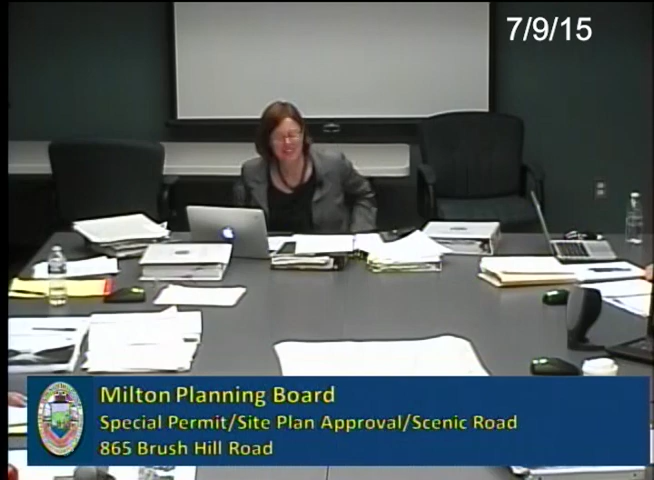 7/9/15
Milton Planning Board
Special Permit/Site Plan Approval/Scenic Road
865 Brush Hill Road